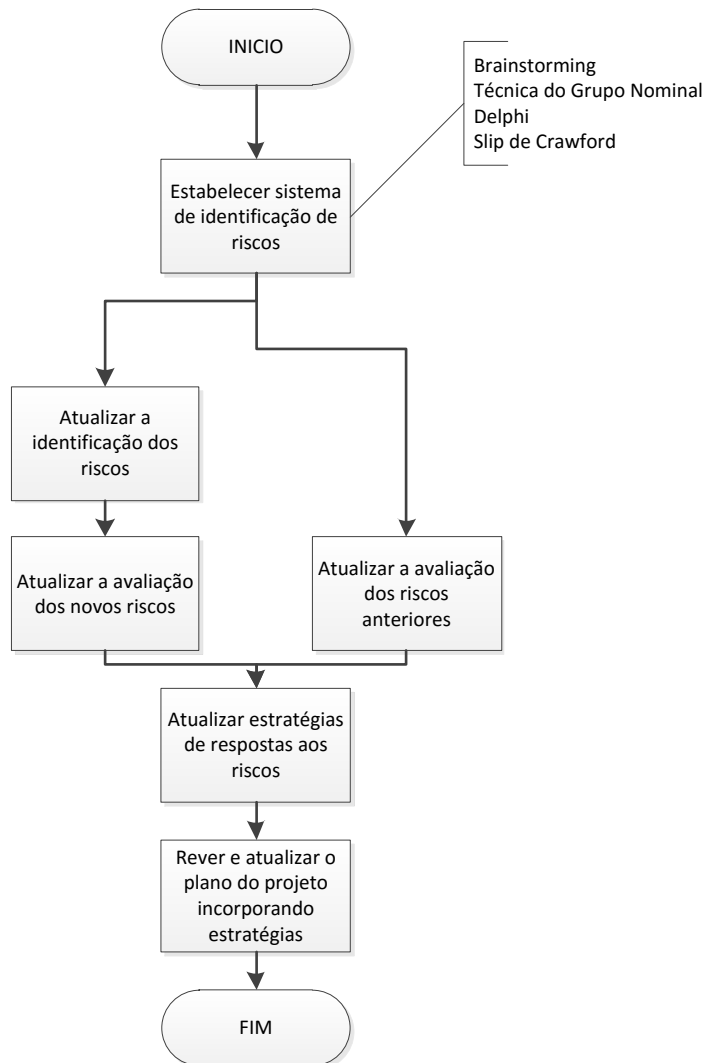 INICIO
Brainstorming
Técnica do Grupo Nominal
Delphi
Slip de Crawford
Estabelecer sistema
de identificação de
riscos
Atualizar a
identificação dos
riscos
Atualizar a avaliação
dos novos riscos
Atualizar a avaliação
dos riscos
anteriores
Atualizar estratégias
de respostas aos
riscos
Rever e atualizar o
plano do projeto
incorporando
estratégias
FIM